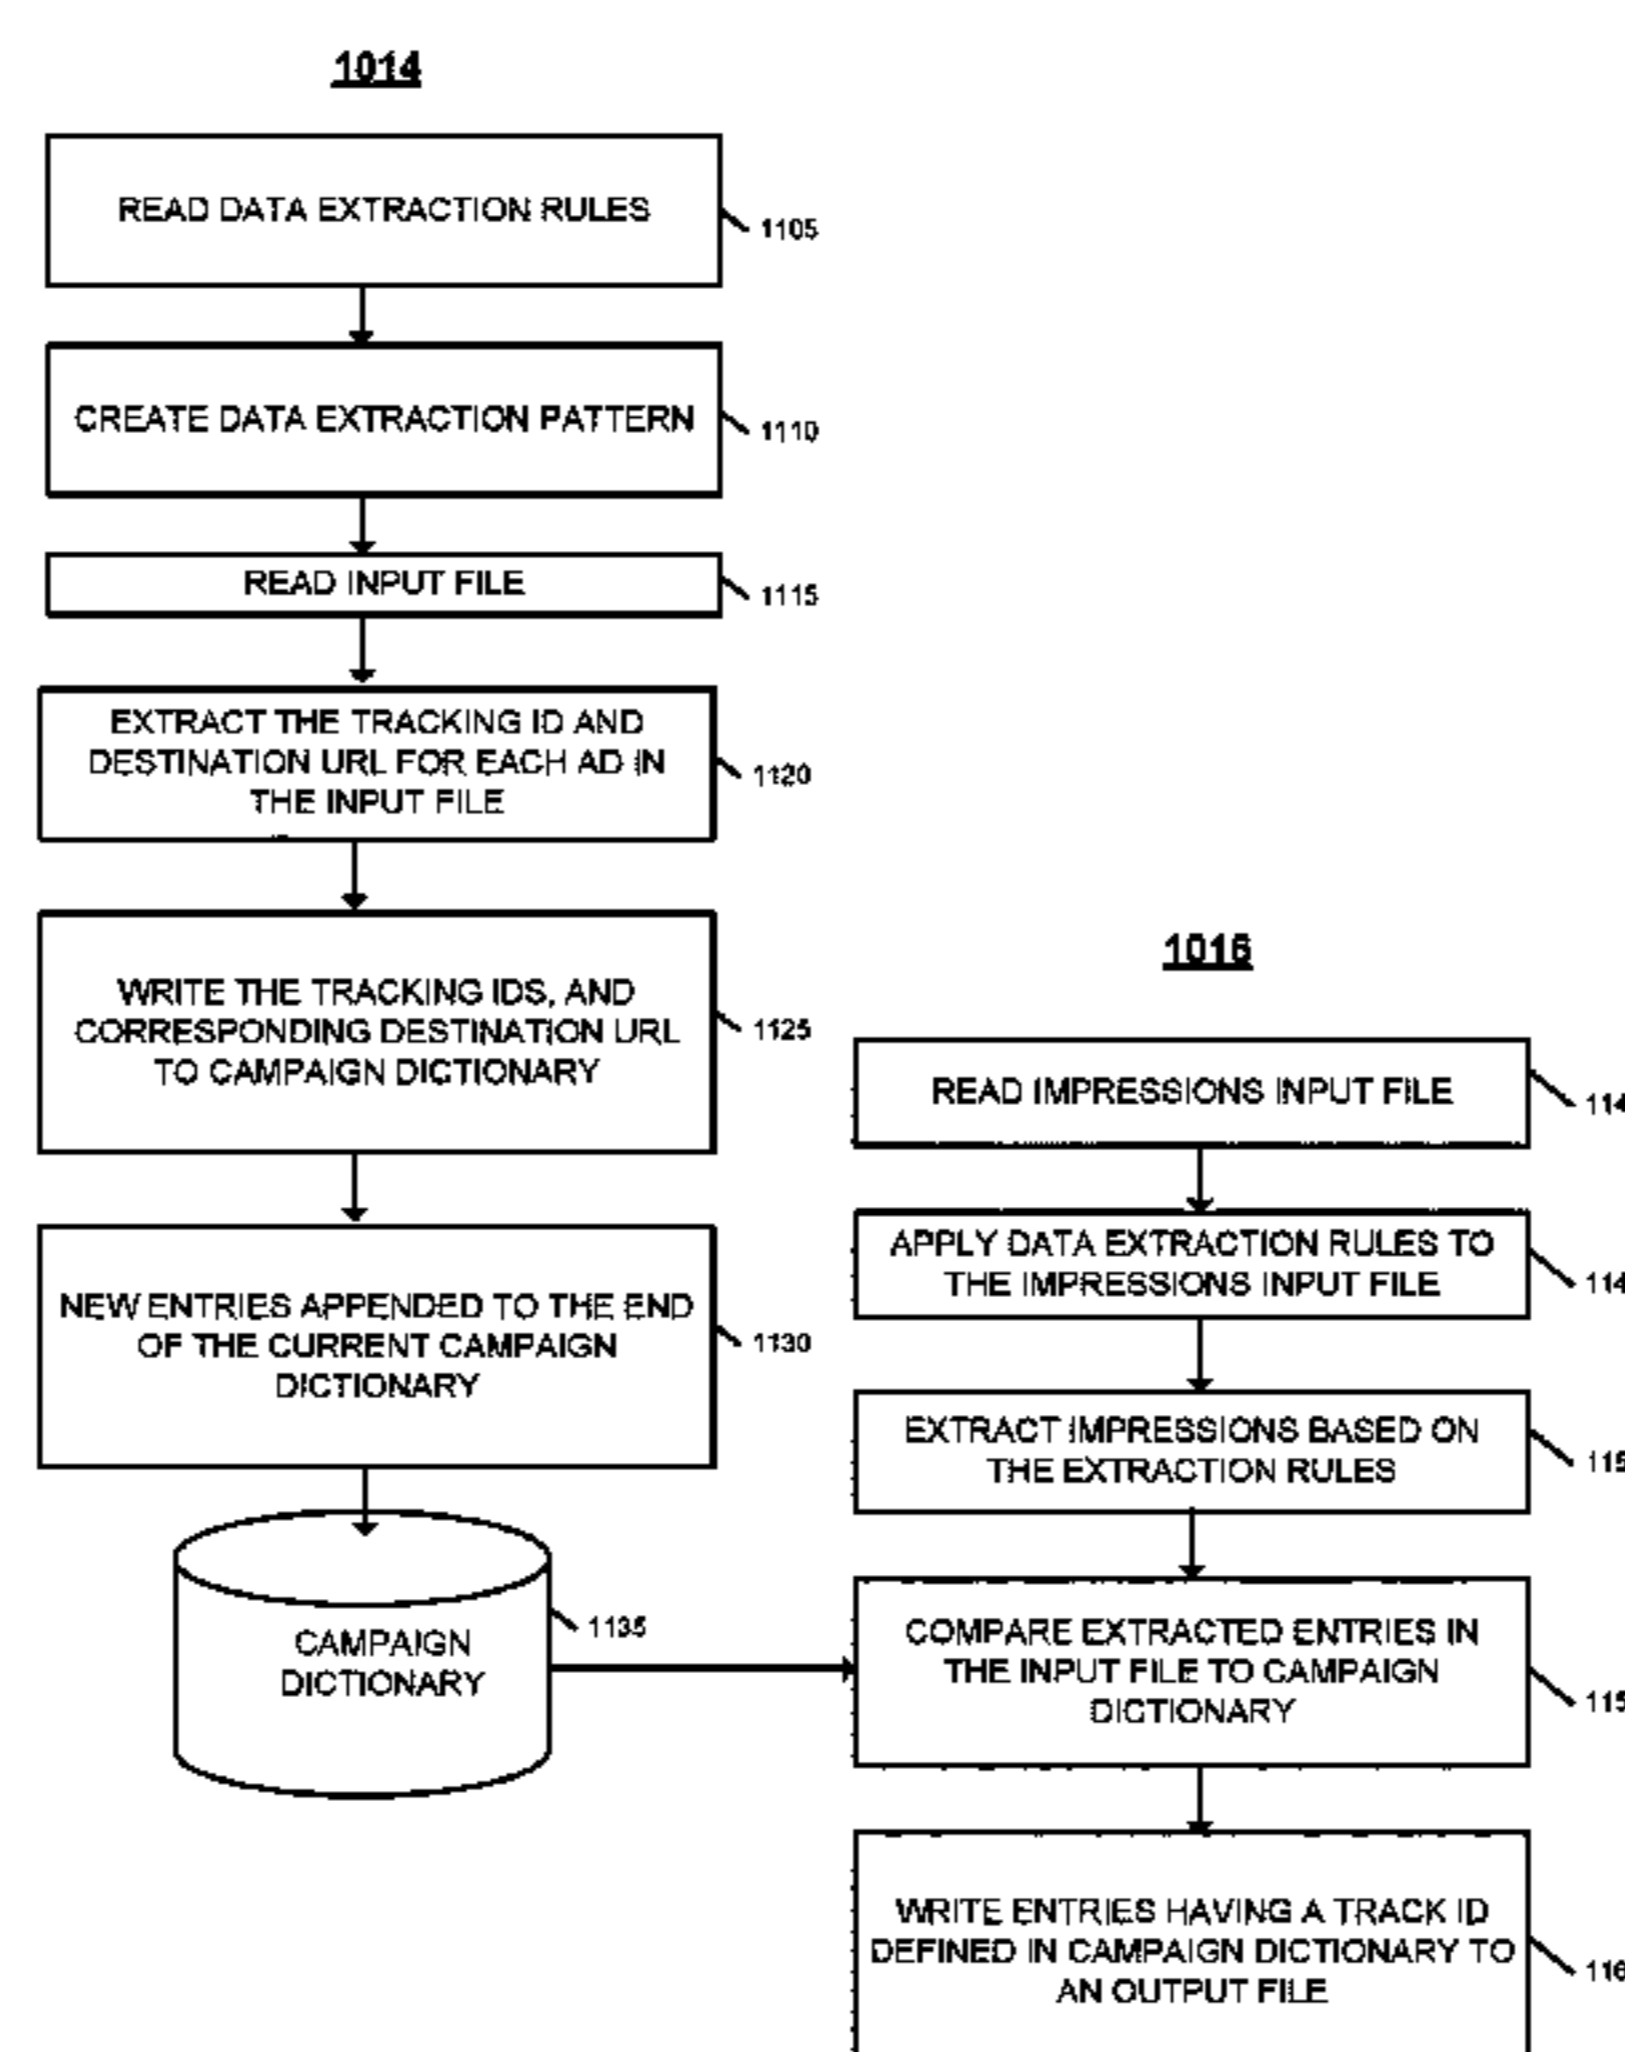 1014
READ DATA EXTRACTION RULES
1105
CREATE DATA EXTRACTION PATTERN
1110
READ INPUT FILE
1115
EXTRACT THE TRACKING ID AND
DESTINATION URL FOR EACH AD IN
THE INPUT FILE
1120
WRITE THE TRACKING IDS, AND
CORRESPONDING DESTINATION URL
TO CAMPAIGN DICTIONARY
1125
NEW ENTRIES APPENDED TO THE END
OF THE CURRENT CAMPAIGN
DICTIONARY
1130
CAMPAIGN
DICTIONARY
1135
1016
READ IMPRESSIONS INPUT FILE
114
APPLY DATA EXTRACTION RULES TO
THE IMPRESSIONS INPUT FILE
114
EXTRACT IMPRESSIONS BASED ON
THE EXTRACTION RULES
115
COMPARE EXTRACTED ENTRIES IN
THE INPUT FILE TO CAMPAIGN
DICTIONARY
115
WRITE ENTRIES HAVING A TRACK ID
DEFINED IN CAMPAIGN DICTIONARY TO
AN OUTPUT FILE
116